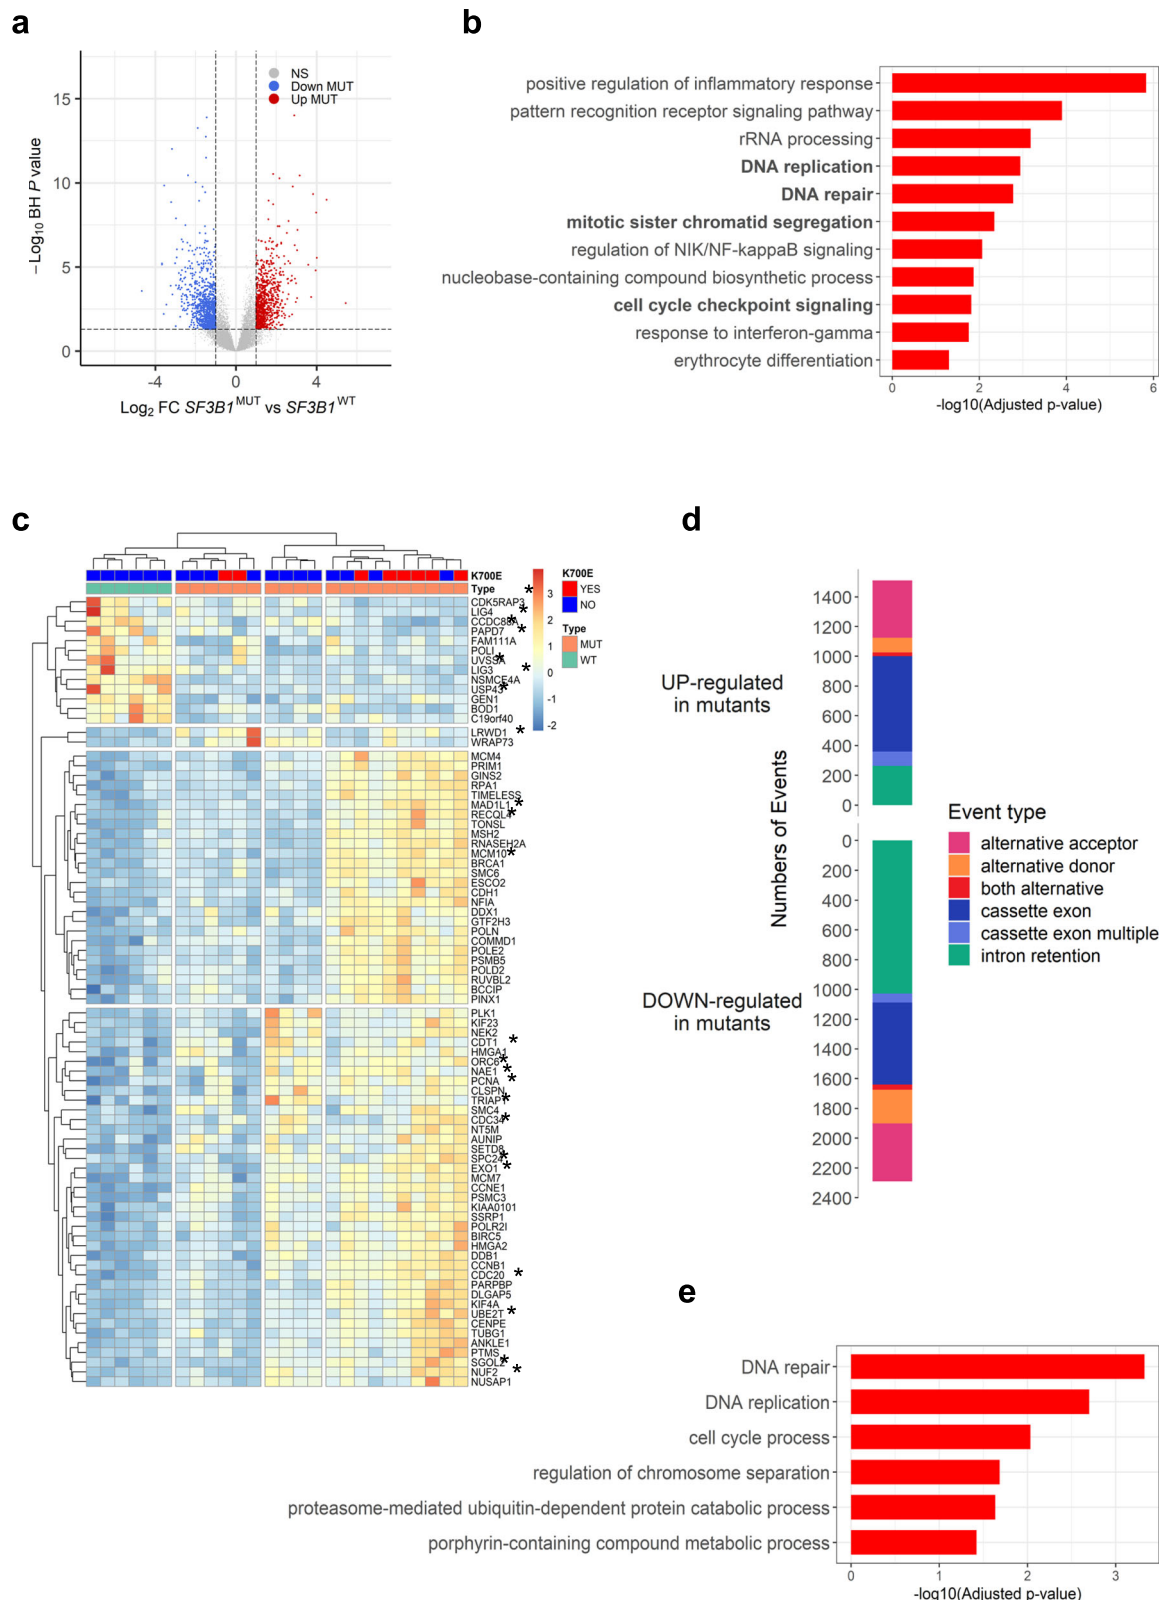 a
NS
Down MUT
Up MUT
15
10
5
0
−Log10 BH P value
-4
0
4
Log2 FC SF3B1MUT vs SF3B1WT
b
positive regulation of inflammatory response
pattern recognition receptor signaling pathway
rRNA processing
DNA replication
DNA repair
mitotic sister chromatid segregation
regulation of NIK/NF-kappaB signaling
nucleobase-containing compound biosynthetic process
cell cycle checkpoint signaling
response to interferon-gamma
erythrocyte differentiation
0
2
4
6
-log10(Adjusted p-value)
c
K700E
Type *
CDK5RAP3
LIG4 *
CCDC88A *
PAPD7 *
FAM111A
POLI
UVSSA *
LIG3 *
NSMCE4A
USP43 *
GEN1
BOD1
C19orf40
LRWD1 *
WRAP73
MCM4
PRIM1
GINS2
RPA1
TIMELESS
MAD1L1 *
RECQL4 *
TONSL
MSH2
RNASEH2A
MCM10 *
BRCA1
SMC6
ESCO2
CDH1
NFIA
DDX1
GTF2H3
POLN
COMMD1
POLE2
PSMB5
POLD2
RUVBL2
BCCIP
PINX1
PLK1
KIF23
NEK2
CDT1 *
HMGA1
ORC6 *
NAE1 *
PCNA *
CLSPN
TRIAP1 *
SMC4
CDC34 *
NT5M
AUNIP
SETD8
SPC24 *
EXO1 *
MCM7
CCNE1
PSMC3
KIAA0101
SSRP1
POLR2I
BIRC5
HMGA2
DDB1
CCNB1
CDC20 *
PARPBP
DLGAP5
KIF4A
UBE2T *
CENPE
TUBG1
ANKLE1
PTMS
SGOL2 *
NUF2 *
NUSAP1
3
2
1
0
-1
-2
K700E
YES
NO
Type
MUT
WT
d
UP-regulated
in mutants
DOWN-regulated
in mutants
Numbers of Events
1400
1200
1000
800
600
400
200
0
0
200
400
600
800
1000
1200
1400
1600
1800
2000
2200
2400
Event type
alternative acceptor
alternative donor
both alternative
cassette exon
cassette exon multiple
intron retention
e
DNA repair
DNA replication
cell cycle process
regulation of chromosome separation
proteasome-mediated ubiquitin-dependent protein catabolic process
porphyrin-containing compound metabolic process
0
1
2
3
-log10(Adjusted p-value)